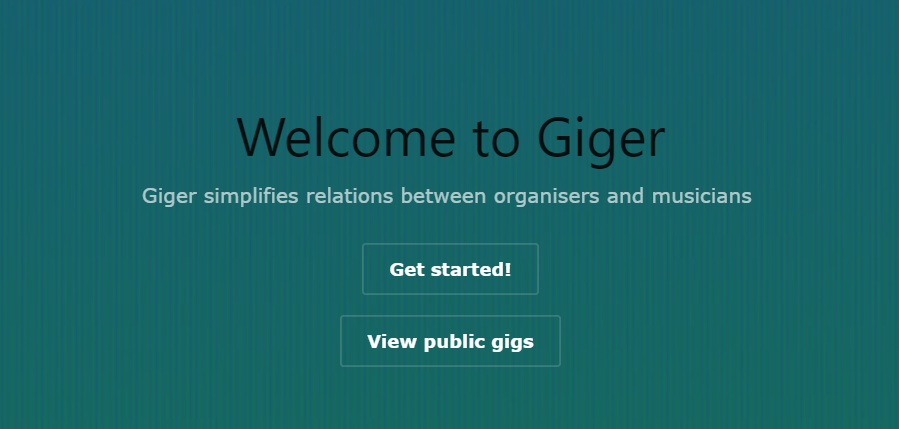 Welcome to Giger
Giger simplifies relations between organisers and musicians
Get started!
View public gigs